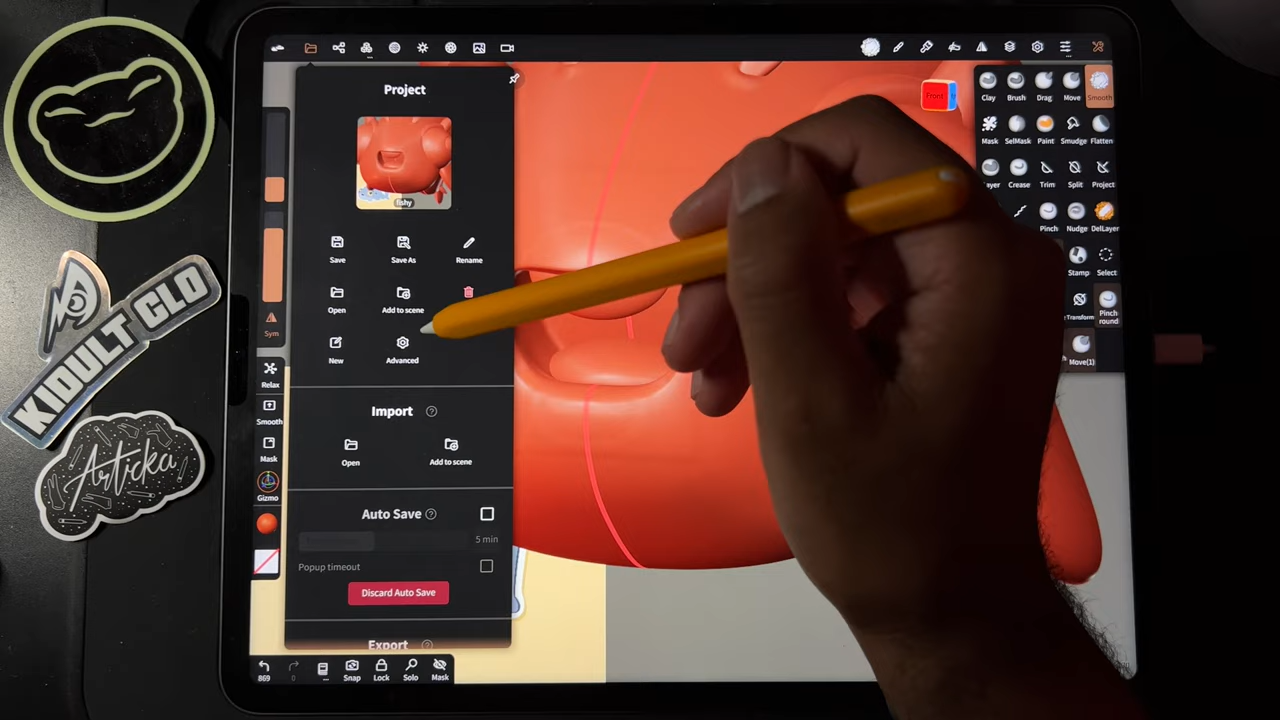 Project
fishy
Save
Save As
Rename
Open
Add to scene
New
Advanced
Import
Open
Add to scene
Auto Save
5 min
Popup timeout
Discard Auto Save
Export
Sym
Relax
Smooth
Mask
Gizmo
869
0
Snap
Lock
Solo
Mask
Front
Clay
Brush
Drag
Move
Smooth
Mask
SelMask
Paint
Smudge
Flatten
Layer
Crease
Trim
Split
Project
Pinch
Nudge
DelLayer
Stamp
Select
Transform
Pinch
round
Move(1)
KIDULT CLO
Articka